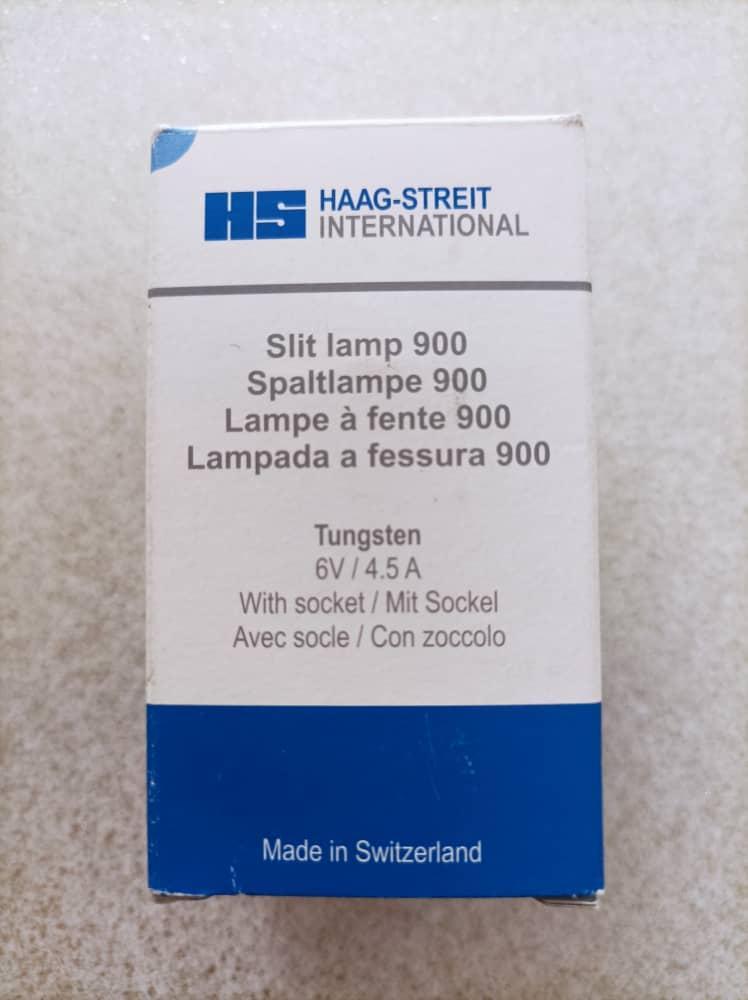 HS HAAG-STREIT
INTERNATIONAL
Slit lamp 900
Spaltlampe 900
Lampe à fente 900
Lampada a fessura 900
Tungsten
6V / 4.5 A
With socket / Mit Sockel
Avec socle / Con zoccolo
Made in Switzerland